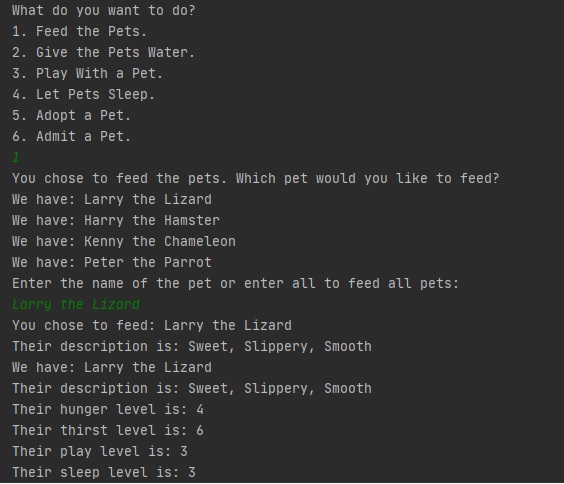 What do you want to do?
1. Feed the Pets.
2. Give the Pets Water.
3. Play With a Pet.
4. Let Pets Sleep.
5. Adopt a Pet.
6. Admit a Pet.
1
You chose to feed the pets. Which pet would you like to feed?
We have: Larry the Lizard
We have: Harry the Hamster
We have: Kenny the Chameleon
We have: Peter the Parrot
Enter the name of the pet or enter all to feed all pets:
Larry the Lizard
You chose to feed: Larry the Lizard
Their description is: Sweet, Slippery, Smooth
We have: Larry the Lizard
Their description is: Sweet, Slippery, Smooth
Their hunger level is: 4
Their thirst level is: 6
Their play level is: 3
Their sleep level is: 3